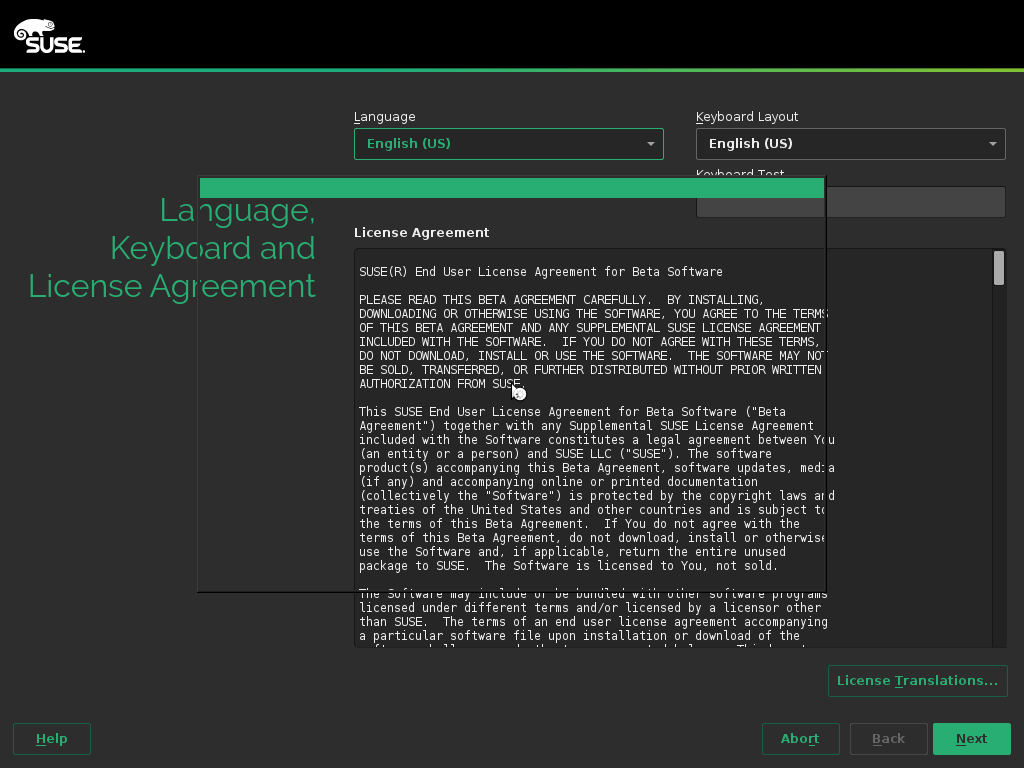 SUSE
Language
Keyboard Layout
English (US)
English (US)
Keyboard Test
Language,
Keyboard and
License Agreement
License Agreement
SUSE(R) End User License Agreement for Beta Software
PLEASE READ THIS BETA AGREEMENT CAREFULLY.  BY INSTALLING,
DOWNLOADING OR OTHERWISE USING THE SOFTWARE, YOU AGREE TO THE TERMS
OF THIS BETA AGREEMENT AND ANY SUPPLEMENTAL SUSE LICENSE AGREEMENT
INCLUDED WITH THE SOFTWARE.  IF YOU DO NOT AGREE WITH THESE TERMS,
DO NOT DOWNLOAD, INSTALL OR USE THE SOFTWARE.  THE SOFTWARE MAY NOT
BE SOLD, TRANSFERRED, OR FURTHER DISTRIBUTED WITHOUT PRIOR WRITTEN
AUTHORIZATION FROM SUSE.
This SUSE End User License Agreement for Beta Software ("Beta
Agreement") together with any Supplemental SUSE License Agreement
included with the Software constitutes a legal agreement between You
(an entity or a person) and SUSE LLC ("SUSE"). The software
product(s) accompanying this Beta Agreement, software updates, media
(if any) and accompanying online or printed documentation
(collectively the "Software") is protected by the copyright laws and
treaties of the United States and other countries and is subject to
the terms of this Beta Agreement.  If You do not agree with the
terms of this Beta Agreement, do not download, install or otherwise
use the Software and, if applicable, return the entire unused
package to SUSE.  The Software is licensed to You, not sold.
The Software may include or be bundled with other software programs
licensed under different terms and/or licensed by a licensor other
than SUSE.  The terms of an end user license agreement accompanying
a particular software file upon installation or download of the
License Translations...
Help
Abort
Back
Next